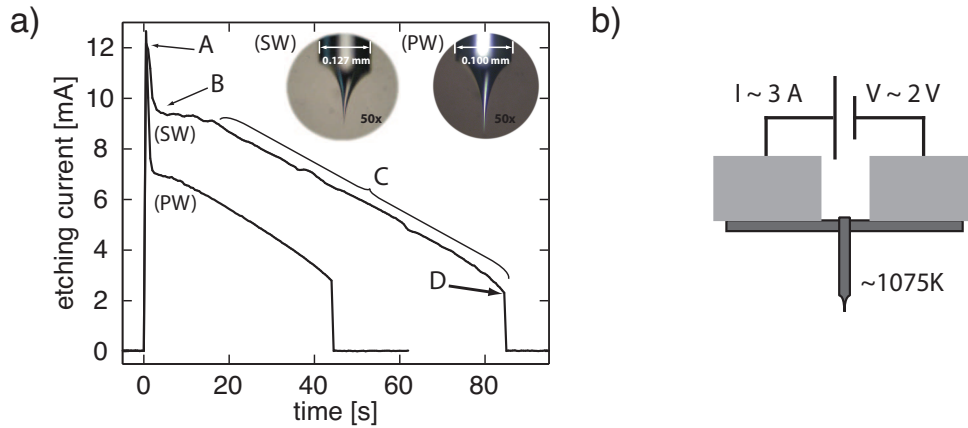 a)
etching current [mA]
12
10
8
6
4
2
0
0 20 40 60 80
time [s]
A
B
(SW)
(PW)
C
D
(SW)
0.127 mm
50x
(PW)
0.100 mm
50x
b)
I ~ 3 A
V ~ 2 V
~1075K